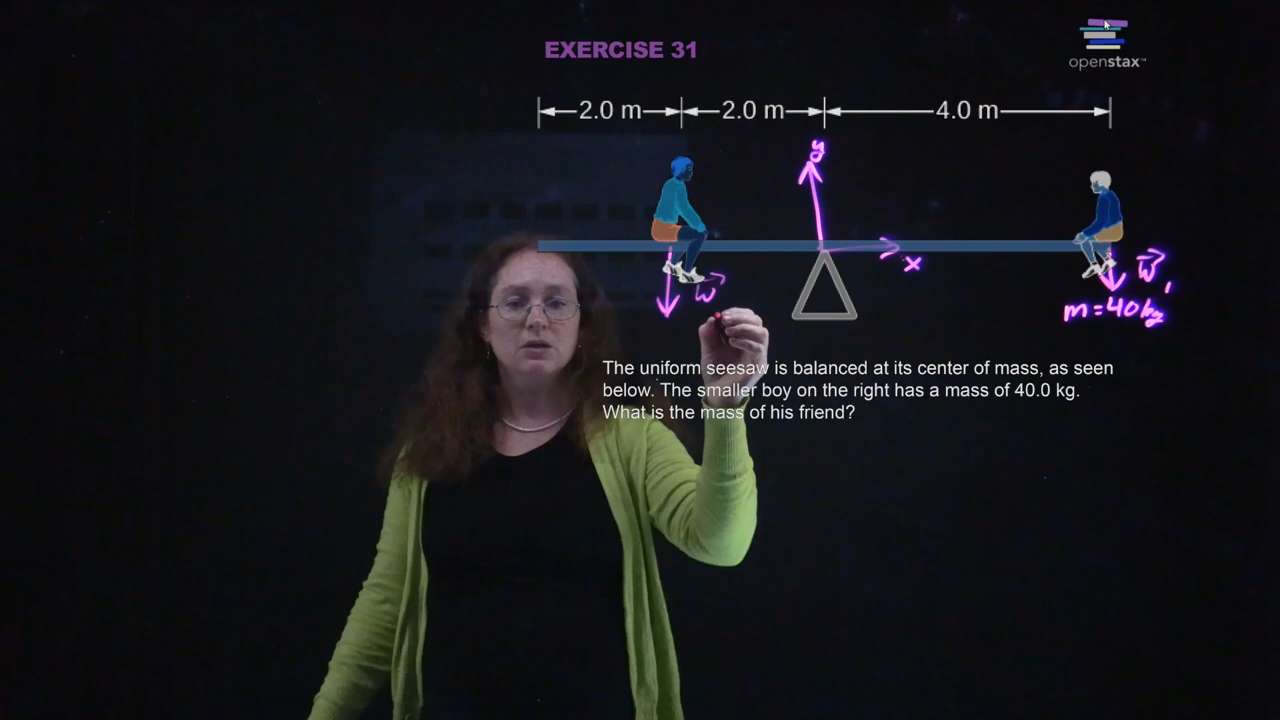 EXERCISE 31
openstax™
2.0 m 2.0 m 4.0 m
y
x
w
w₁
m=40kg
The uniform seesaw is balanced at its center of mass, as seen
below. The smaller boy on the right has a mass of 40.0 kg.
What is the mass of his friend?